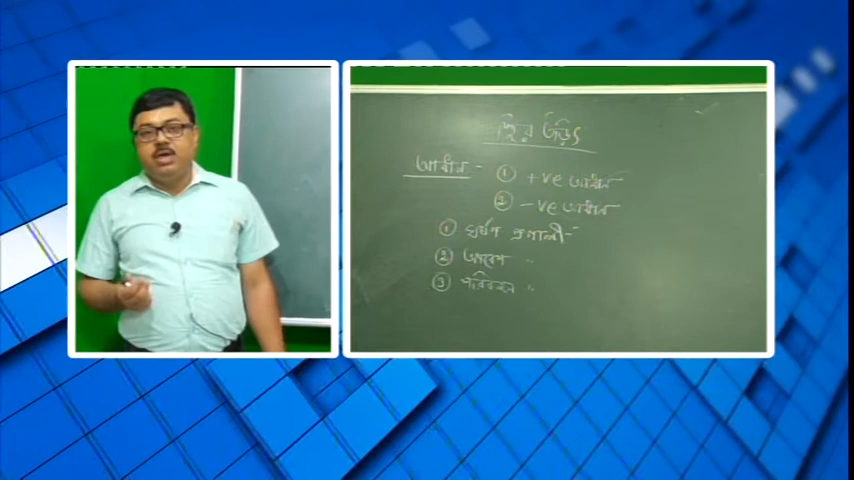 স্থির তড়িৎ
আধান - ① +ve আধান
② -ve আধান
① ঘর্ষণ প্রণালী -
② আবেশ "
③ পরিবহন "